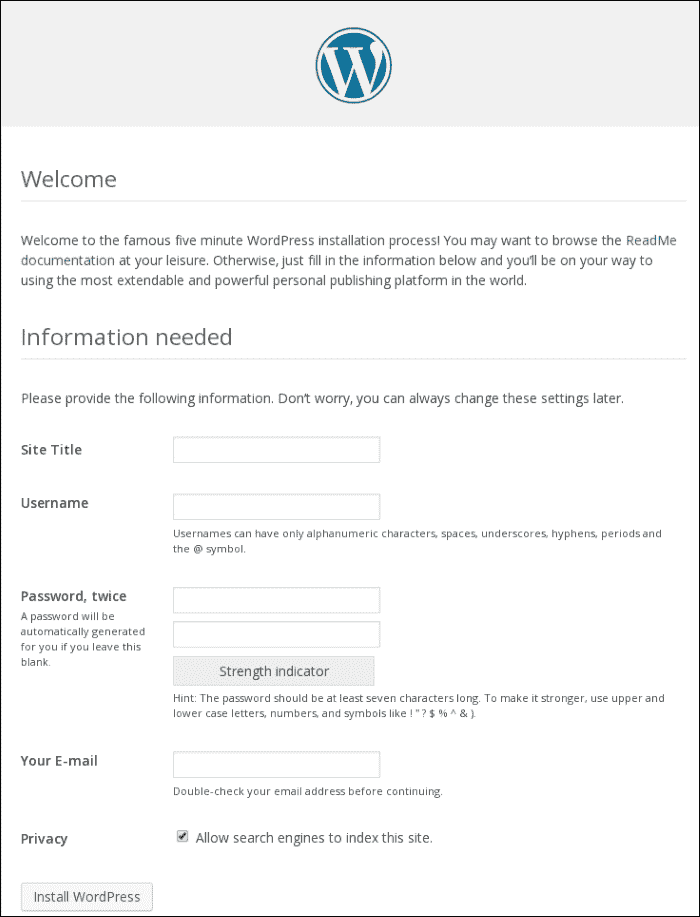 Welcome
Welcome to the famous five minute WordPress installation process! You may want to browse the ReadMe
documentation at your leisure. Otherwise, just fill in the information below and you'll be on your way to
using the most extendable and powerful personal publishing platform in the world.
Information needed
Please provide the following information. Don't worry, you can always change these settings later.
Site Title
Username
Usernames can have only alphanumeric characters, spaces, underscores, hyphens, periods and
the @ symbol.
Password, twice
A password will be
automatically generated
for you if you leave this
blank.
Strength indicator
Hint: The password should be at least seven characters long. To make it stronger, use upper and
lower case letters, numbers, and symbols like ! " ? $ % ^ & ).
Your E-mail
Double-check your email address before continuing.
Privacy
Allow search engines to index this site.
Install WordPress